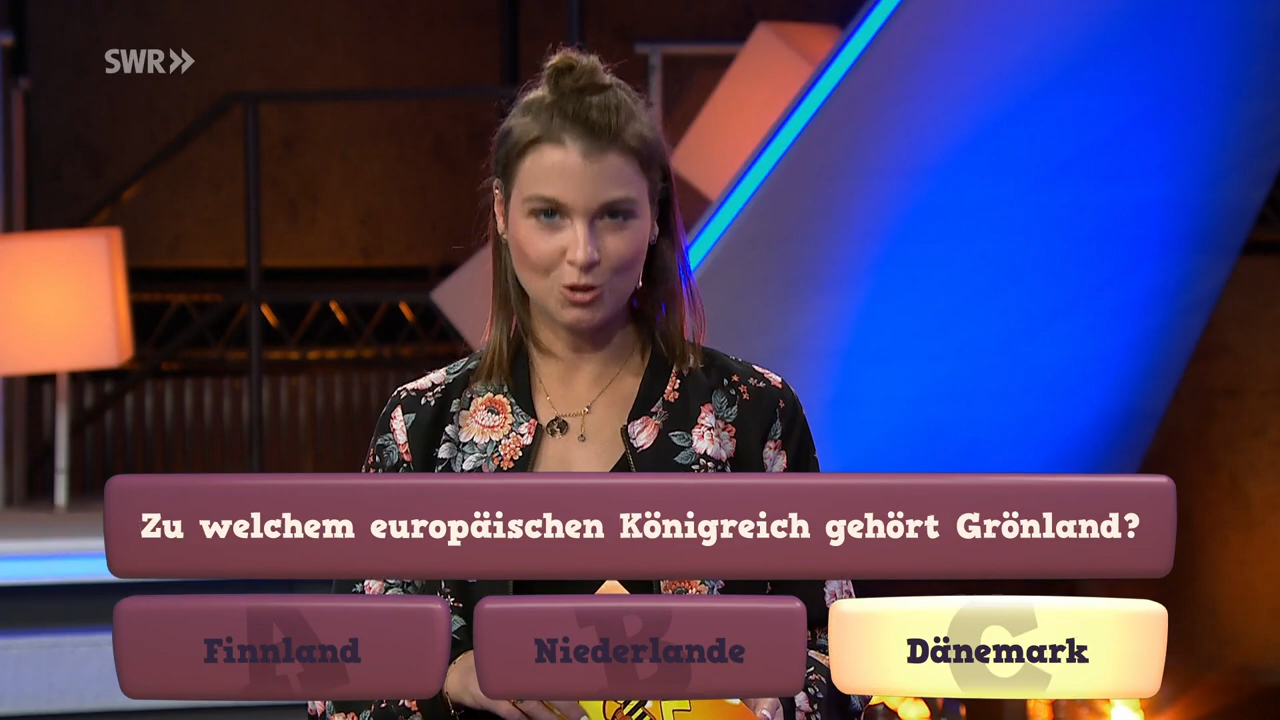 SWR
Zu welchem europäischen Königreich gehört Grönland?
A
Finnland
B
Niederlande
C
Dänemark